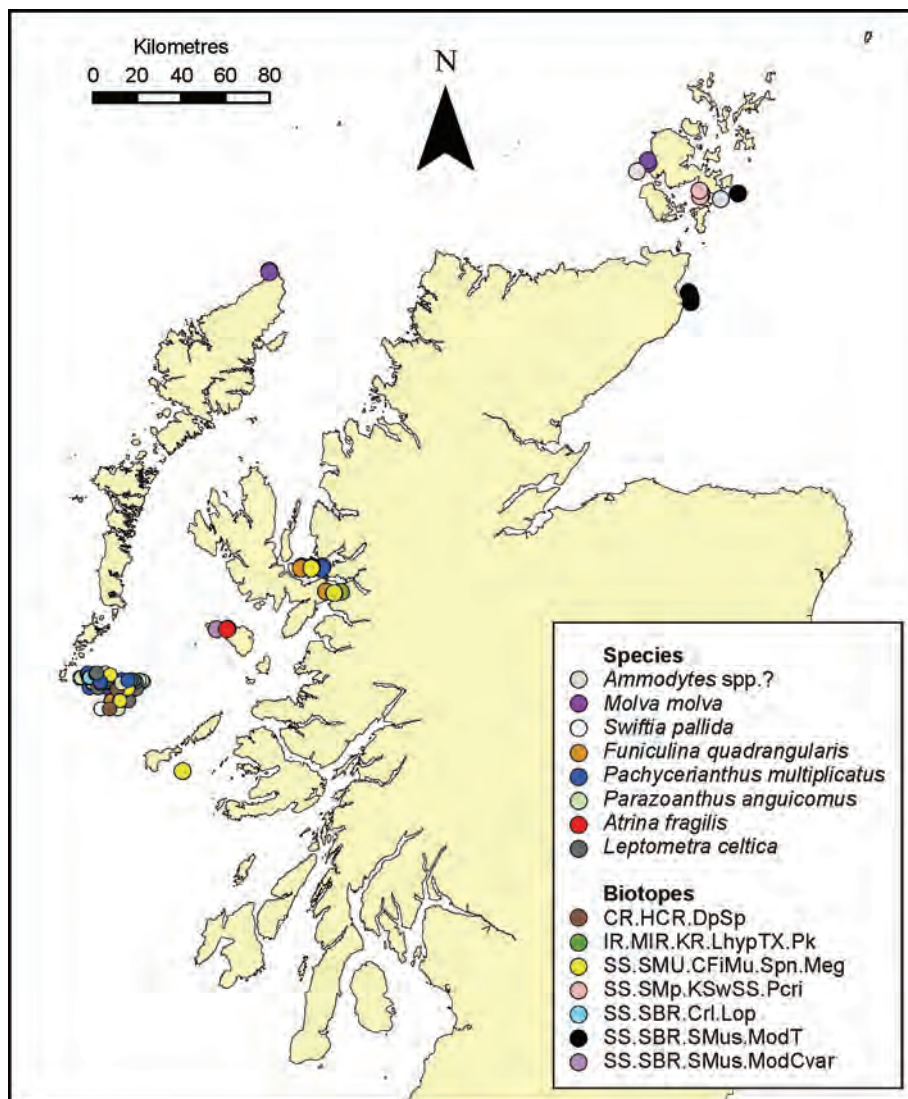 Kilometres
0 20 40 60 80
N
Species
Ammodytes spp.?
Molva molva
Swiftia pallida
Funiculina quadrangularis
Pachycerianthus multiplicatus
Parazoanthus anguicomus
Atrina fragilis
Leptometra celtica
Biotopes
CR.HCR.DpSp
IR.MIR.KR.LhypTX.Pk
SS.SMU.CFiMu.Spn.Meg
SS.SMp.KSwSS.Pcri
SS.SBR.Crl.Lop
SS.SBR.SMus.ModT
SS.SBR.SMus.ModCvar